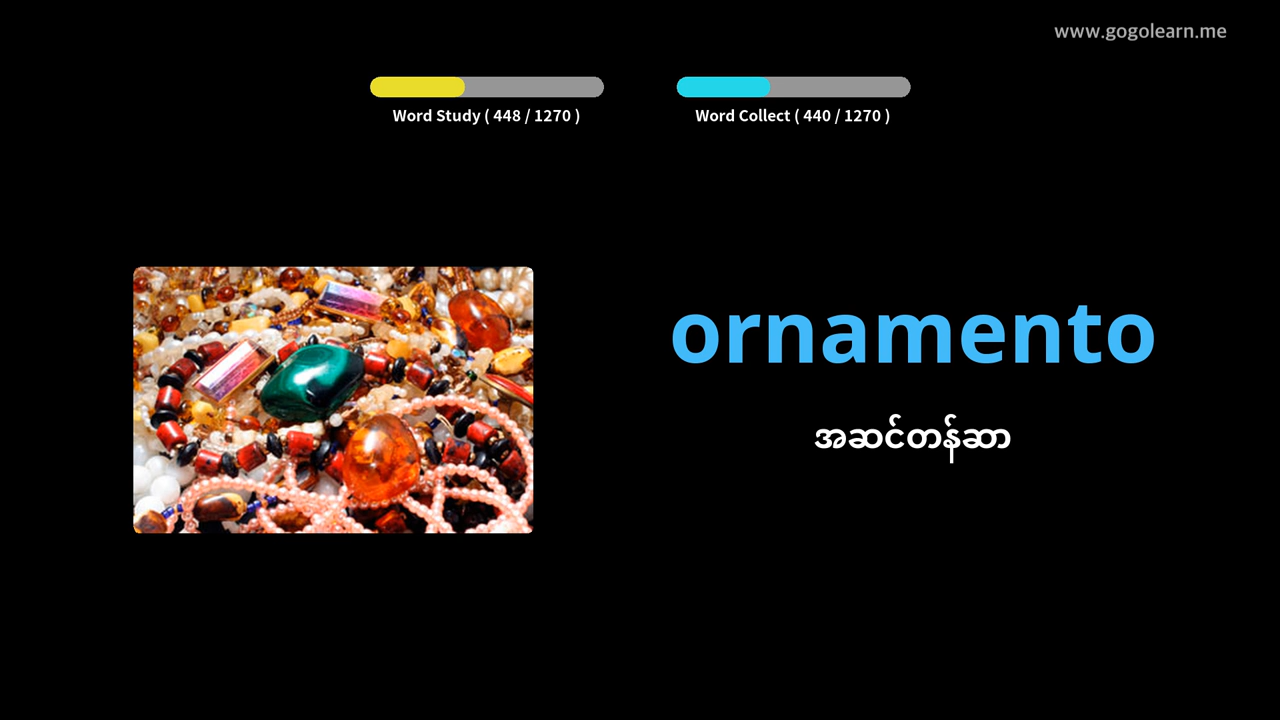 www.gogolearn.me
Word Study ( 448 / 1270 )
Word Collect ( 440 / 1270 )
ornamento
အဆင်တန်ဆာ